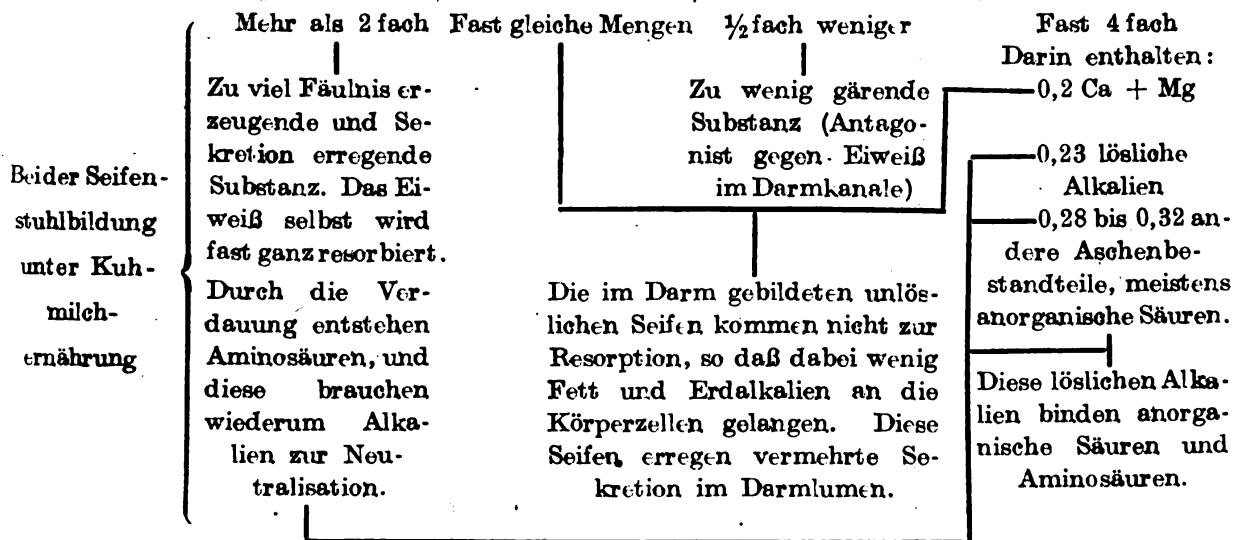 Bei der Seifen-
stuhlbildung
unter Kuh-
milch-
ernährung
Mehr als 2 fach
Zu viel Fäulnis er-
zeugende und Se-
kretion erregende
Substanz. Das Ei-
weiß selbst wird
fast ganz resorbiert.
Durch die Ver-
dauung entstehen
Aminosäuren, und
diese brauchen
wiederum Alka-
lien zur Neu-
tralisation.
Fast gleiche Mengen
½ fach weniger
Zu wenig gärende
Substanz (Antago-
nist gegen Eiweiß
im Darmkanale)
Die im Darm gebildeten unlös-
lichen Seifen kommen nicht zur
Resorption, so daß dabei wenig
Fett und Erdalkalien an die
Körperzellen gelangen. Diese
Seifen erregen vermehrte Se-
kretion im Darmlumen.
Fast 4 fach
Darin enthalten:
0,2 Ca + Mg
0,23 lösliche
Alkalien
0,28 bis 0,32 an-
dere Aschenbe-
standteile, meistens
anorganische Säuren.
Diese löslichen Alka-
lien binden anorga-
nische Säuren und
Aminosäuren.